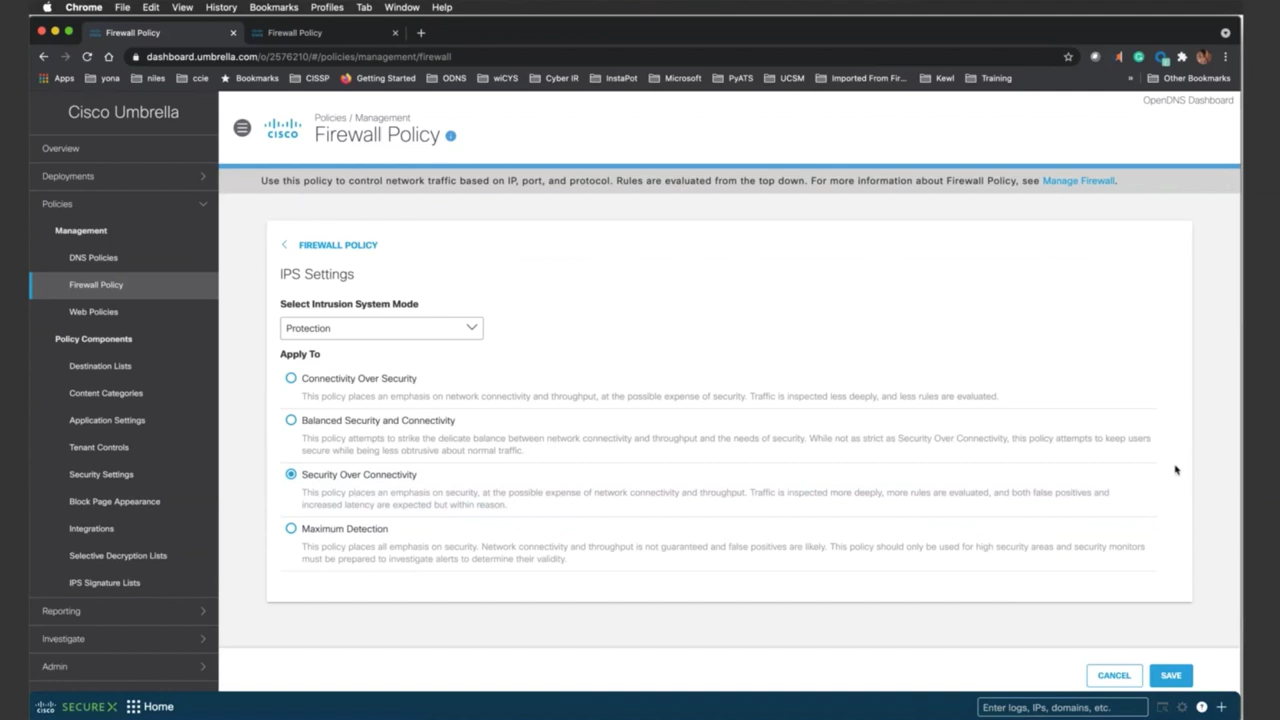 Chrome File Edit View History Bookmarks Profiles Tab Window Help
Firewall Policy × Firewall Policy × +
dashboard.umbrella.com/o/2576210/#/policies/management/firewall
Apps yona niles ccie Bookmarks CISSP Getting Started ODNS wiCYS Cyber IR InstaPot Microsoft PyATS UCSM Imported From Fir... Kewl Training » Other Bookmarks
Cisco Umbrella
Overview
Deployments
Policies
Management
DNS Policies
Firewall Policy
Web Policies
Policy Components
Destination Lists
Content Categories
Application Settings
Tenant Controls
Security Settings
Block Page Appearance
Integrations
Selective Decryption Lists
IPS Signature Lists
Reporting
Investigate
Admin
OpenDNS Dashboard
CISCO
Policies / Management
Firewall Policy
Use this policy to control network traffic based on IP, port, and protocol. Rules are evaluated from the top down. For more information about Firewall Policy, see Manage Firewall.
FIREWALL POLICY
IPS Settings
Select Intrusion System Mode
Protection
Apply To
Connectivity Over Security
This policy places an emphasis on network connectivity and throughput, at the possible expense of security. Traffic is inspected less deeply, and less rules are evaluated.
Balanced Security and Connectivity
This policy attempts to strike the delicate balance between network connectivity and throughput and the needs of security. While not as strict as Security Over Connectivity, this policy attempts to keep users
secure while being less obtrusive about normal traffic.
Security Over Connectivity
This policy places an emphasis on security, at the possible expense of network connectivity and throughput. Traffic is inspected more deeply, more rules are evaluated, and both false positives and
increased latency are expected but within reason.
Maximum Detection
This policy places all emphasis on security. Network connectivity and throughput is not guaranteed and false positives are likely. This policy should only be used for high security areas and security monitors
must be prepared to investigate alerts to determine their validity.
CANCEL SAVE
CISCO SECUREX Home Enter logs, IPs, domains, etc. ? +